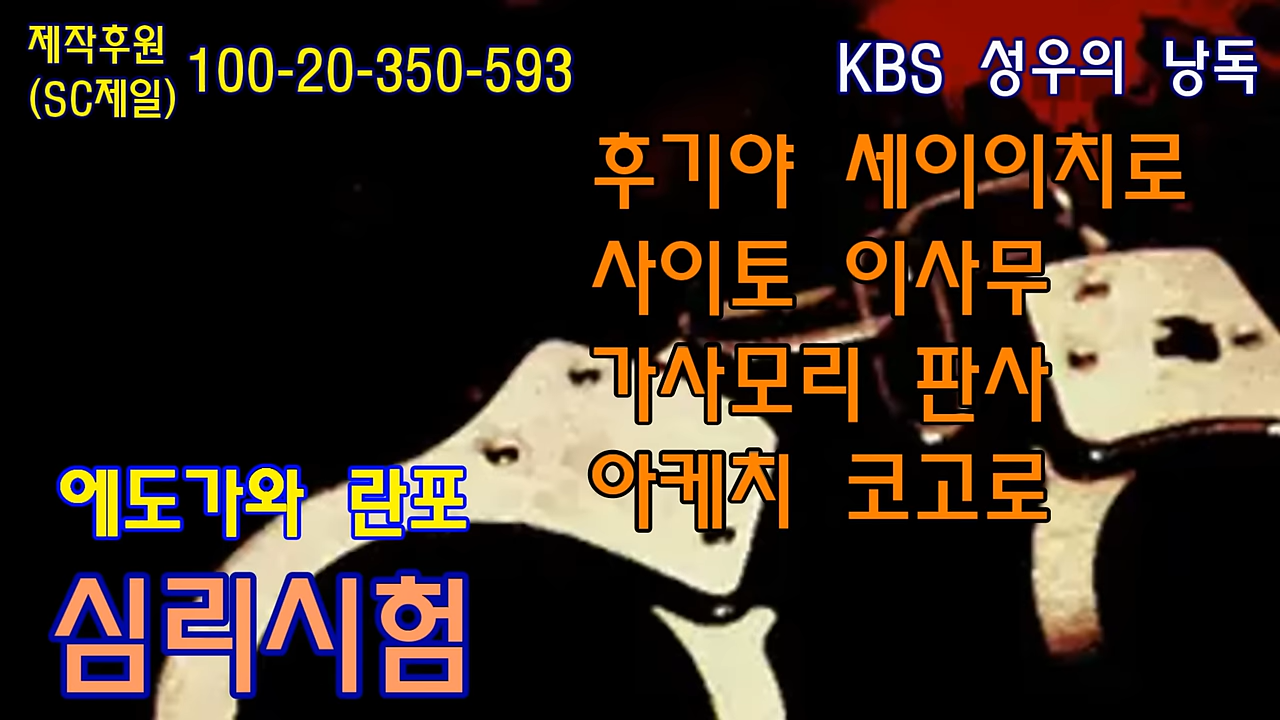 제작후원
(SC제일) 100-20-350-593
KBS 성우의 낭독
후기야 세이이치로
사이토 이사무
가사모리 판사
아케치 코고로
에도가와 란포
심리시험